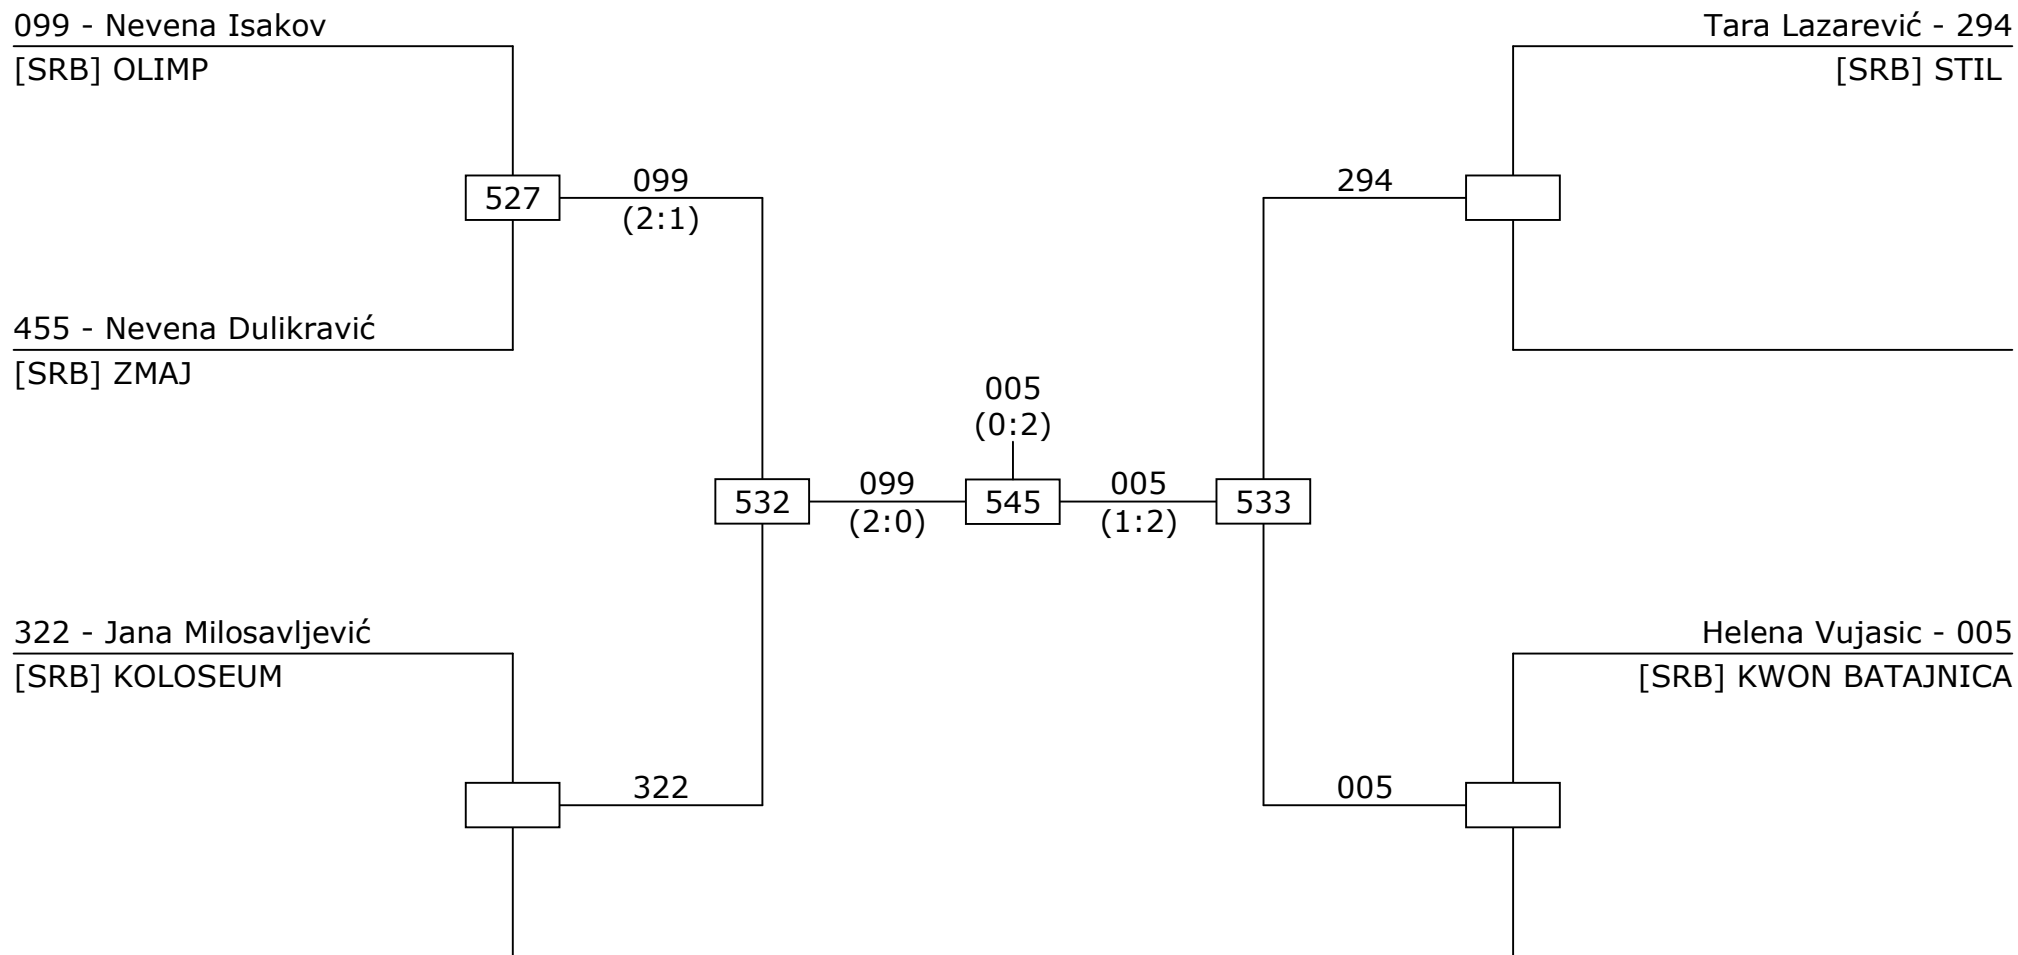 099 - Nevena Isakov
[SRB] OLIMP
Tara Lazarević - 294
[SRB] STIL
527
099
(2:1)
294
455 - Nevena Dulikravić
[SRB] ZMAJ
005
(0:2)
532
099
(2:0)
545
005
(1:2)
533
322 - Jana Milosavljević
[SRB] KOLOSEUM
Helena Vujasic - 005
[SRB] KWON BATAJNICA
322
005